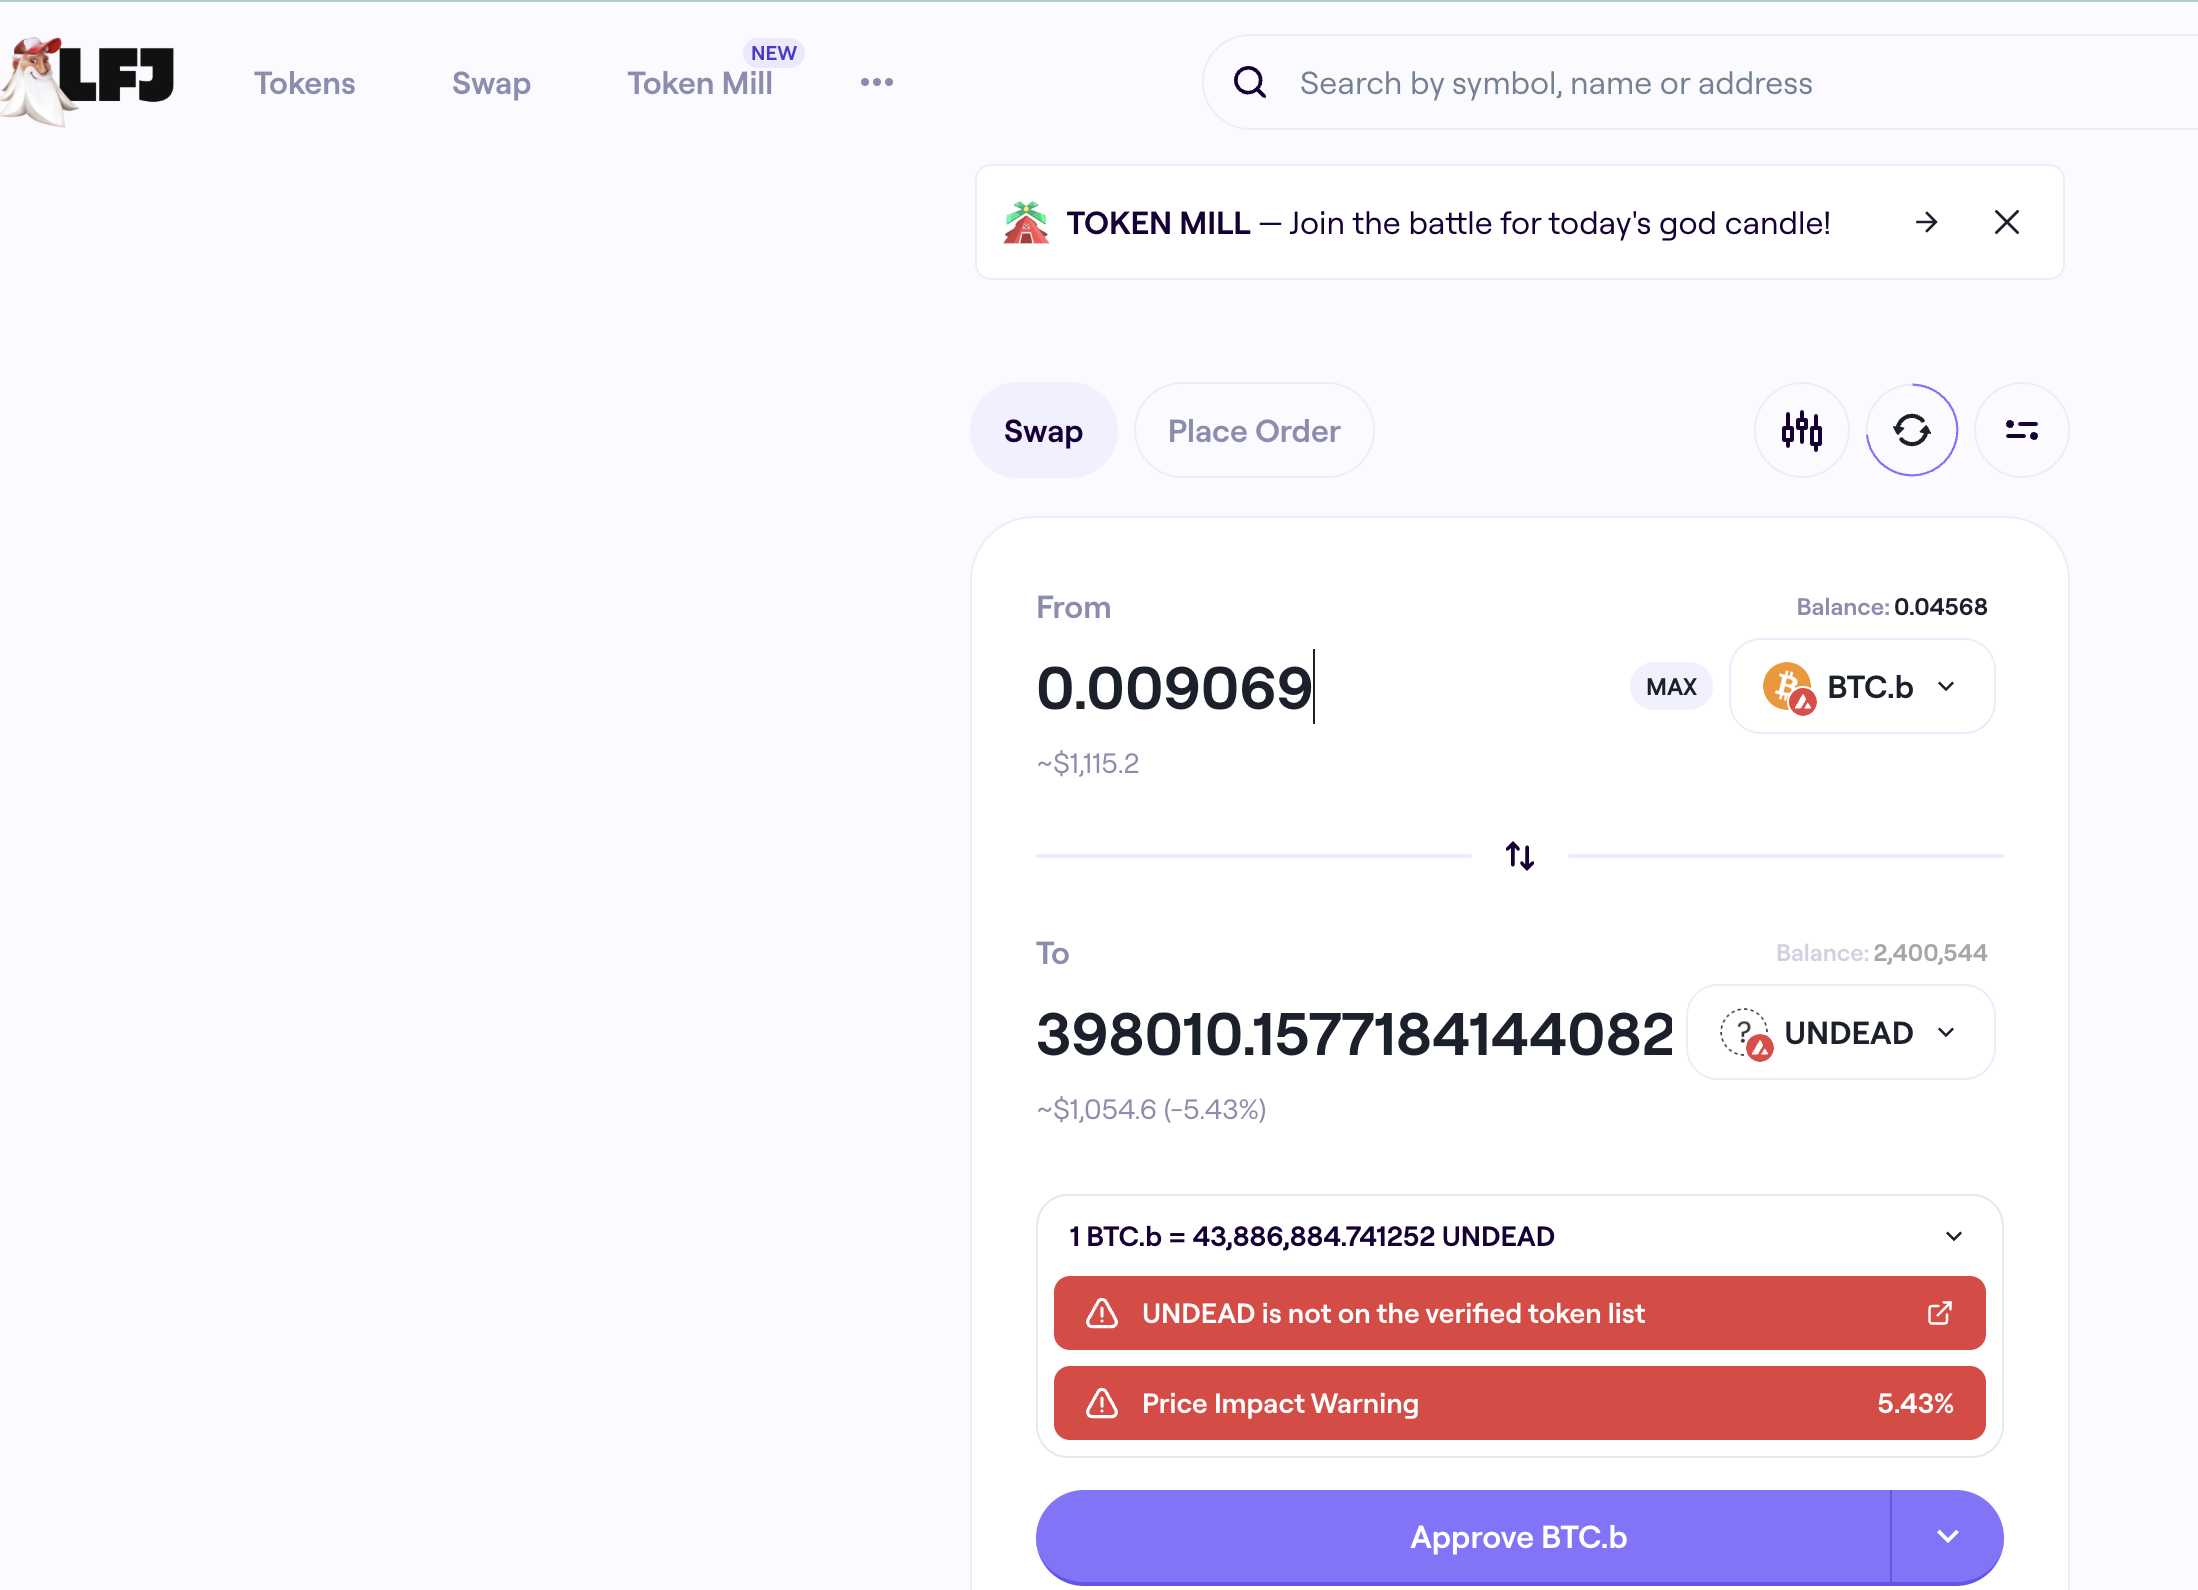 LFJ
Tokens
Swap
Token Mill
NEW
Search by symbol, name or address
TOKEN MILL — Join the battle for today's god candle!
Swap
Place Order
From
Balance: 0.04568
0.009069
MAX
BTC.b
~$1,115.2
To
Balance: 2,400,544
398010.1577184144082
UNDEAD
~$1,054.6 (-5.43%)
1 BTC.b = 43,886,884.741252 UNDEAD
UNDEAD is not on the verified token list
Price Impact Warning
5.43%
Approve BTC.b